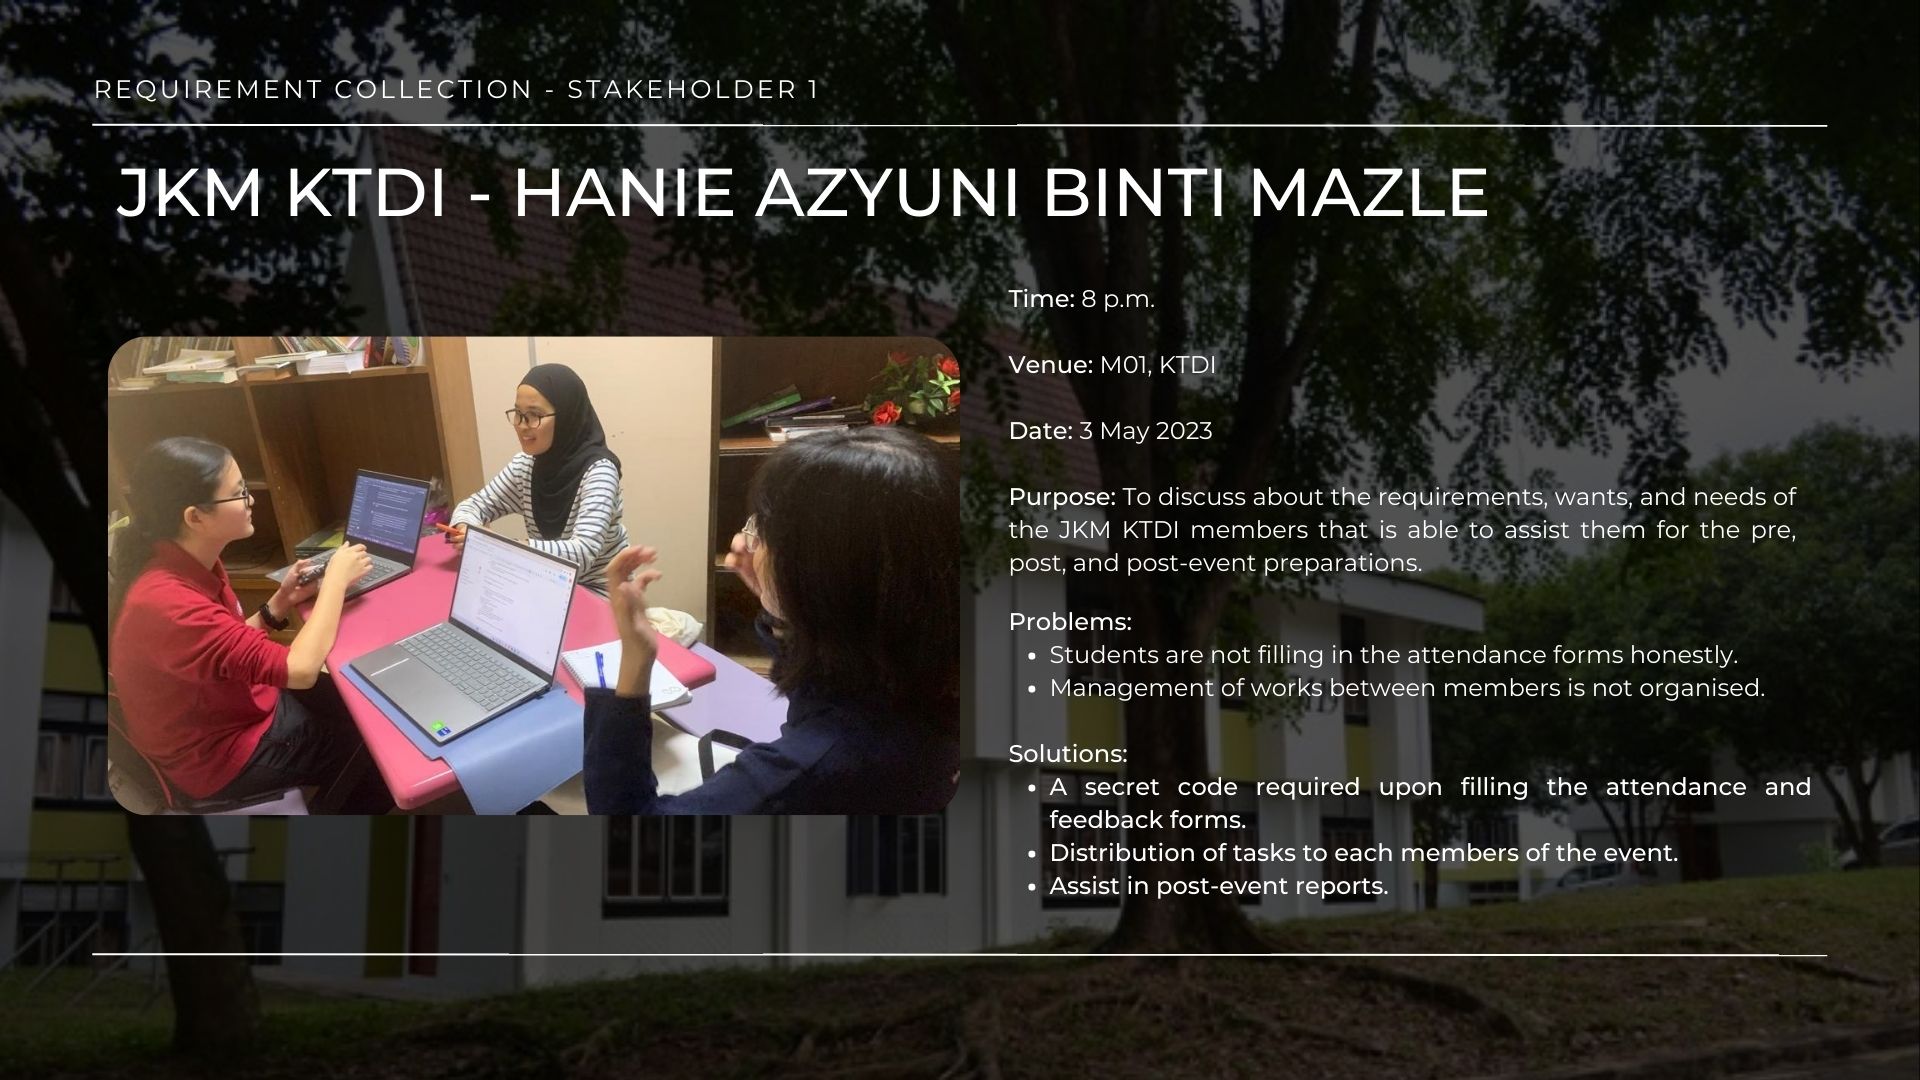 REQUIREMENT COLLECTION - STAKEHOLDER 1
JKM KTDI - HANIE AZYUNI BINTI MAZLE
Time: 8 p.m.
Venue: M01, KTDI
Date: 3 May 2023
Purpose: To discuss about the requirements, wants, and needs of
the JKM KTDI members that is able to assist them for the pre,
post, and post-event preparations.
Problems:
• Students are not filling in the attendance forms honestly.
• Management of works between members is not organised.
Solutions:
• A secret code required upon filling the attendance and
feedback forms.
• Distribution of tasks to each members of the event.
• Assist in post-event reports.